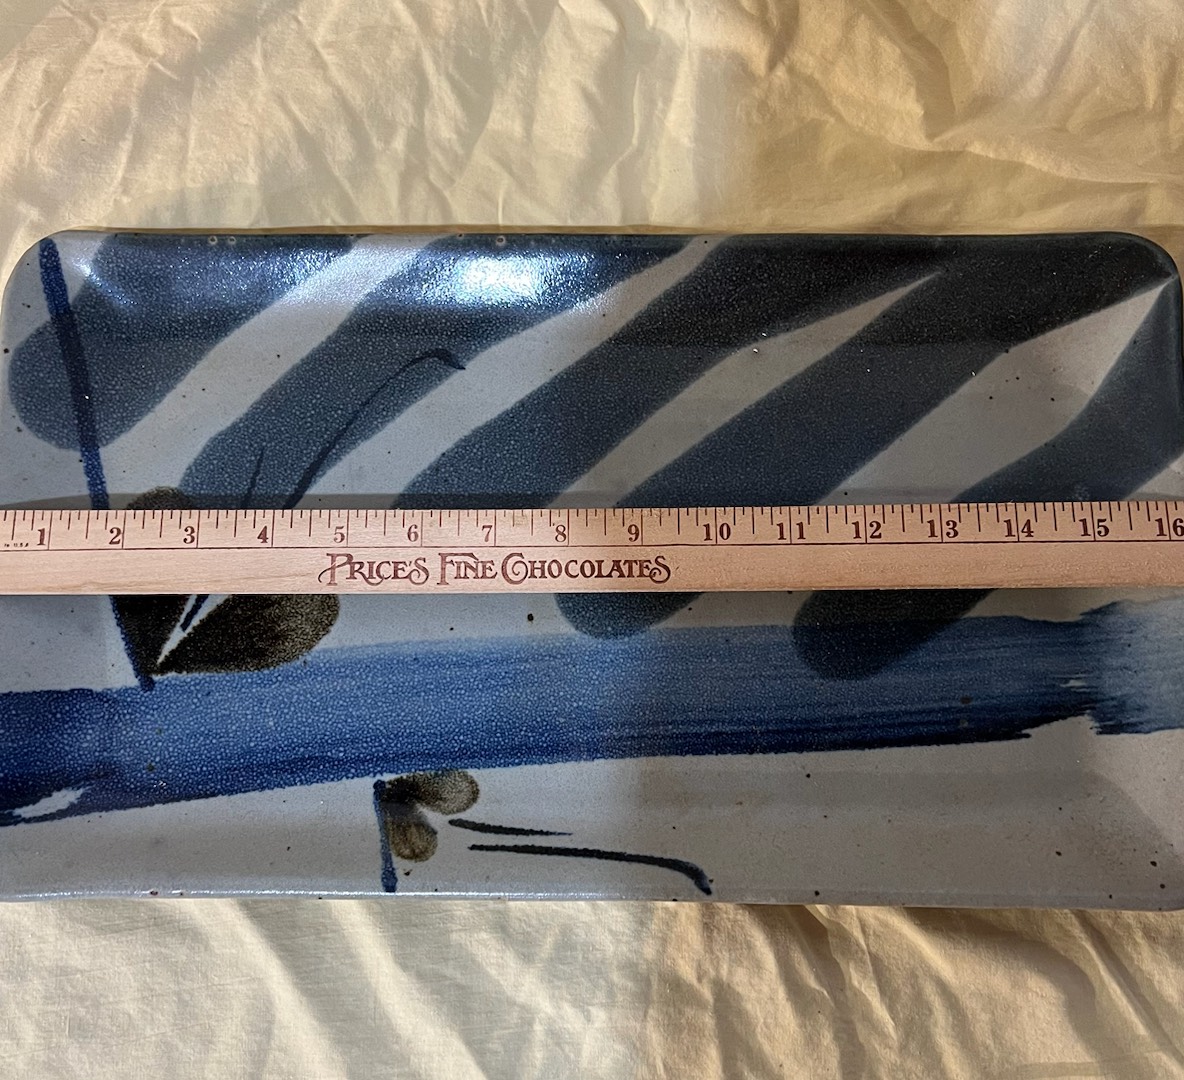 1 2 3 4 5 6 7 8 9 10 11 12 13 14 15 16
PRICE'S FINE CHOCOLATES